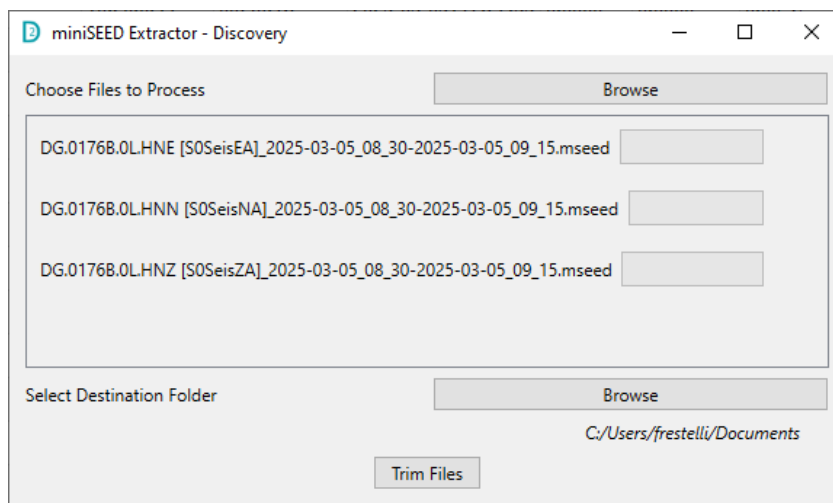 miniSEED Extractor - Discovery
Choose Files to Process Browse
DG.0176B.0L.HNE [S0SeisEA]_2025-03-05_08_30-2025-03-05_09_15.mseed
DG.0176B.0L.HNN [S0SeisNA]_2025-03-05_08_30-2025-03-05_09_15.mseed
DG.0176B.0L.HNZ [S0SeisZA]_2025-03-05_08_30-2025-03-05_09_15.mseed
Select Destination Folder Browse
C:/Users/frestelli/Documents
Trim Files